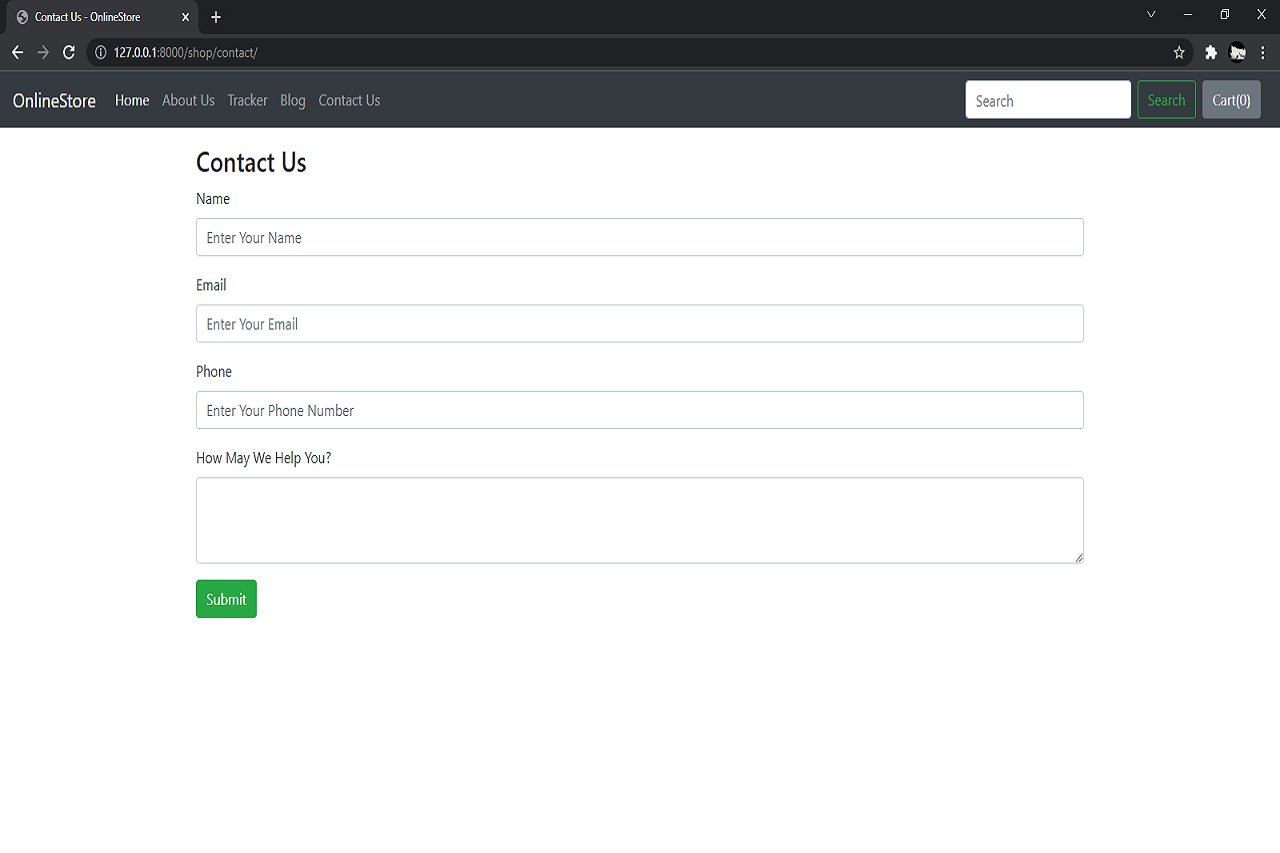 Contact Us - OnlineStore
127.0.0.1:8000/shop/contact/
OnlineStore Home About Us Tracker Blog Contact Us Search Search Cart(0)
Contact Us
Name
Enter Your Name
Email
Enter Your Email
Phone
Enter Your Phone Number
How May We Help You?
Submit